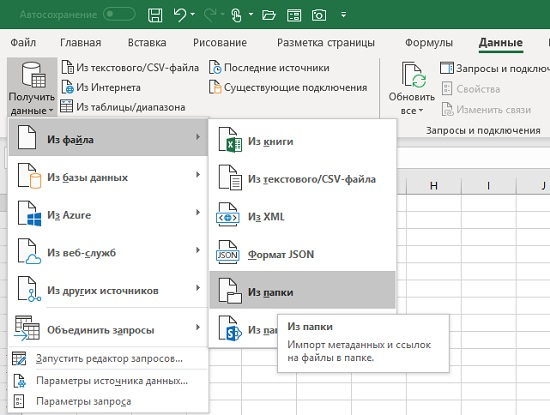 Автосохранение
Файл Главная Вставка Рисование Разметка страницы Формулы Данные
Получить данные
Из текстового/CSV-файла
Из Интернета
Из таблицы/диапазона
Последние источники
Существующие подключения
Обновить все
Запросы и подключ
Свойства
Изменить связи
Запросы и подключения
Из файла
Из базы данных
Из Azure
Из веб-служб
Из других источников
Объединить запросы
Запустить редактор запросов...
Параметры источника данных...
Параметры запроса
Из книги
Из текстового/CSV-файла
Из XML
Формат JSON
Из папки
Из пап
Из папки
Импорт метаданных и ссылок
на файлы в папке.
H I J